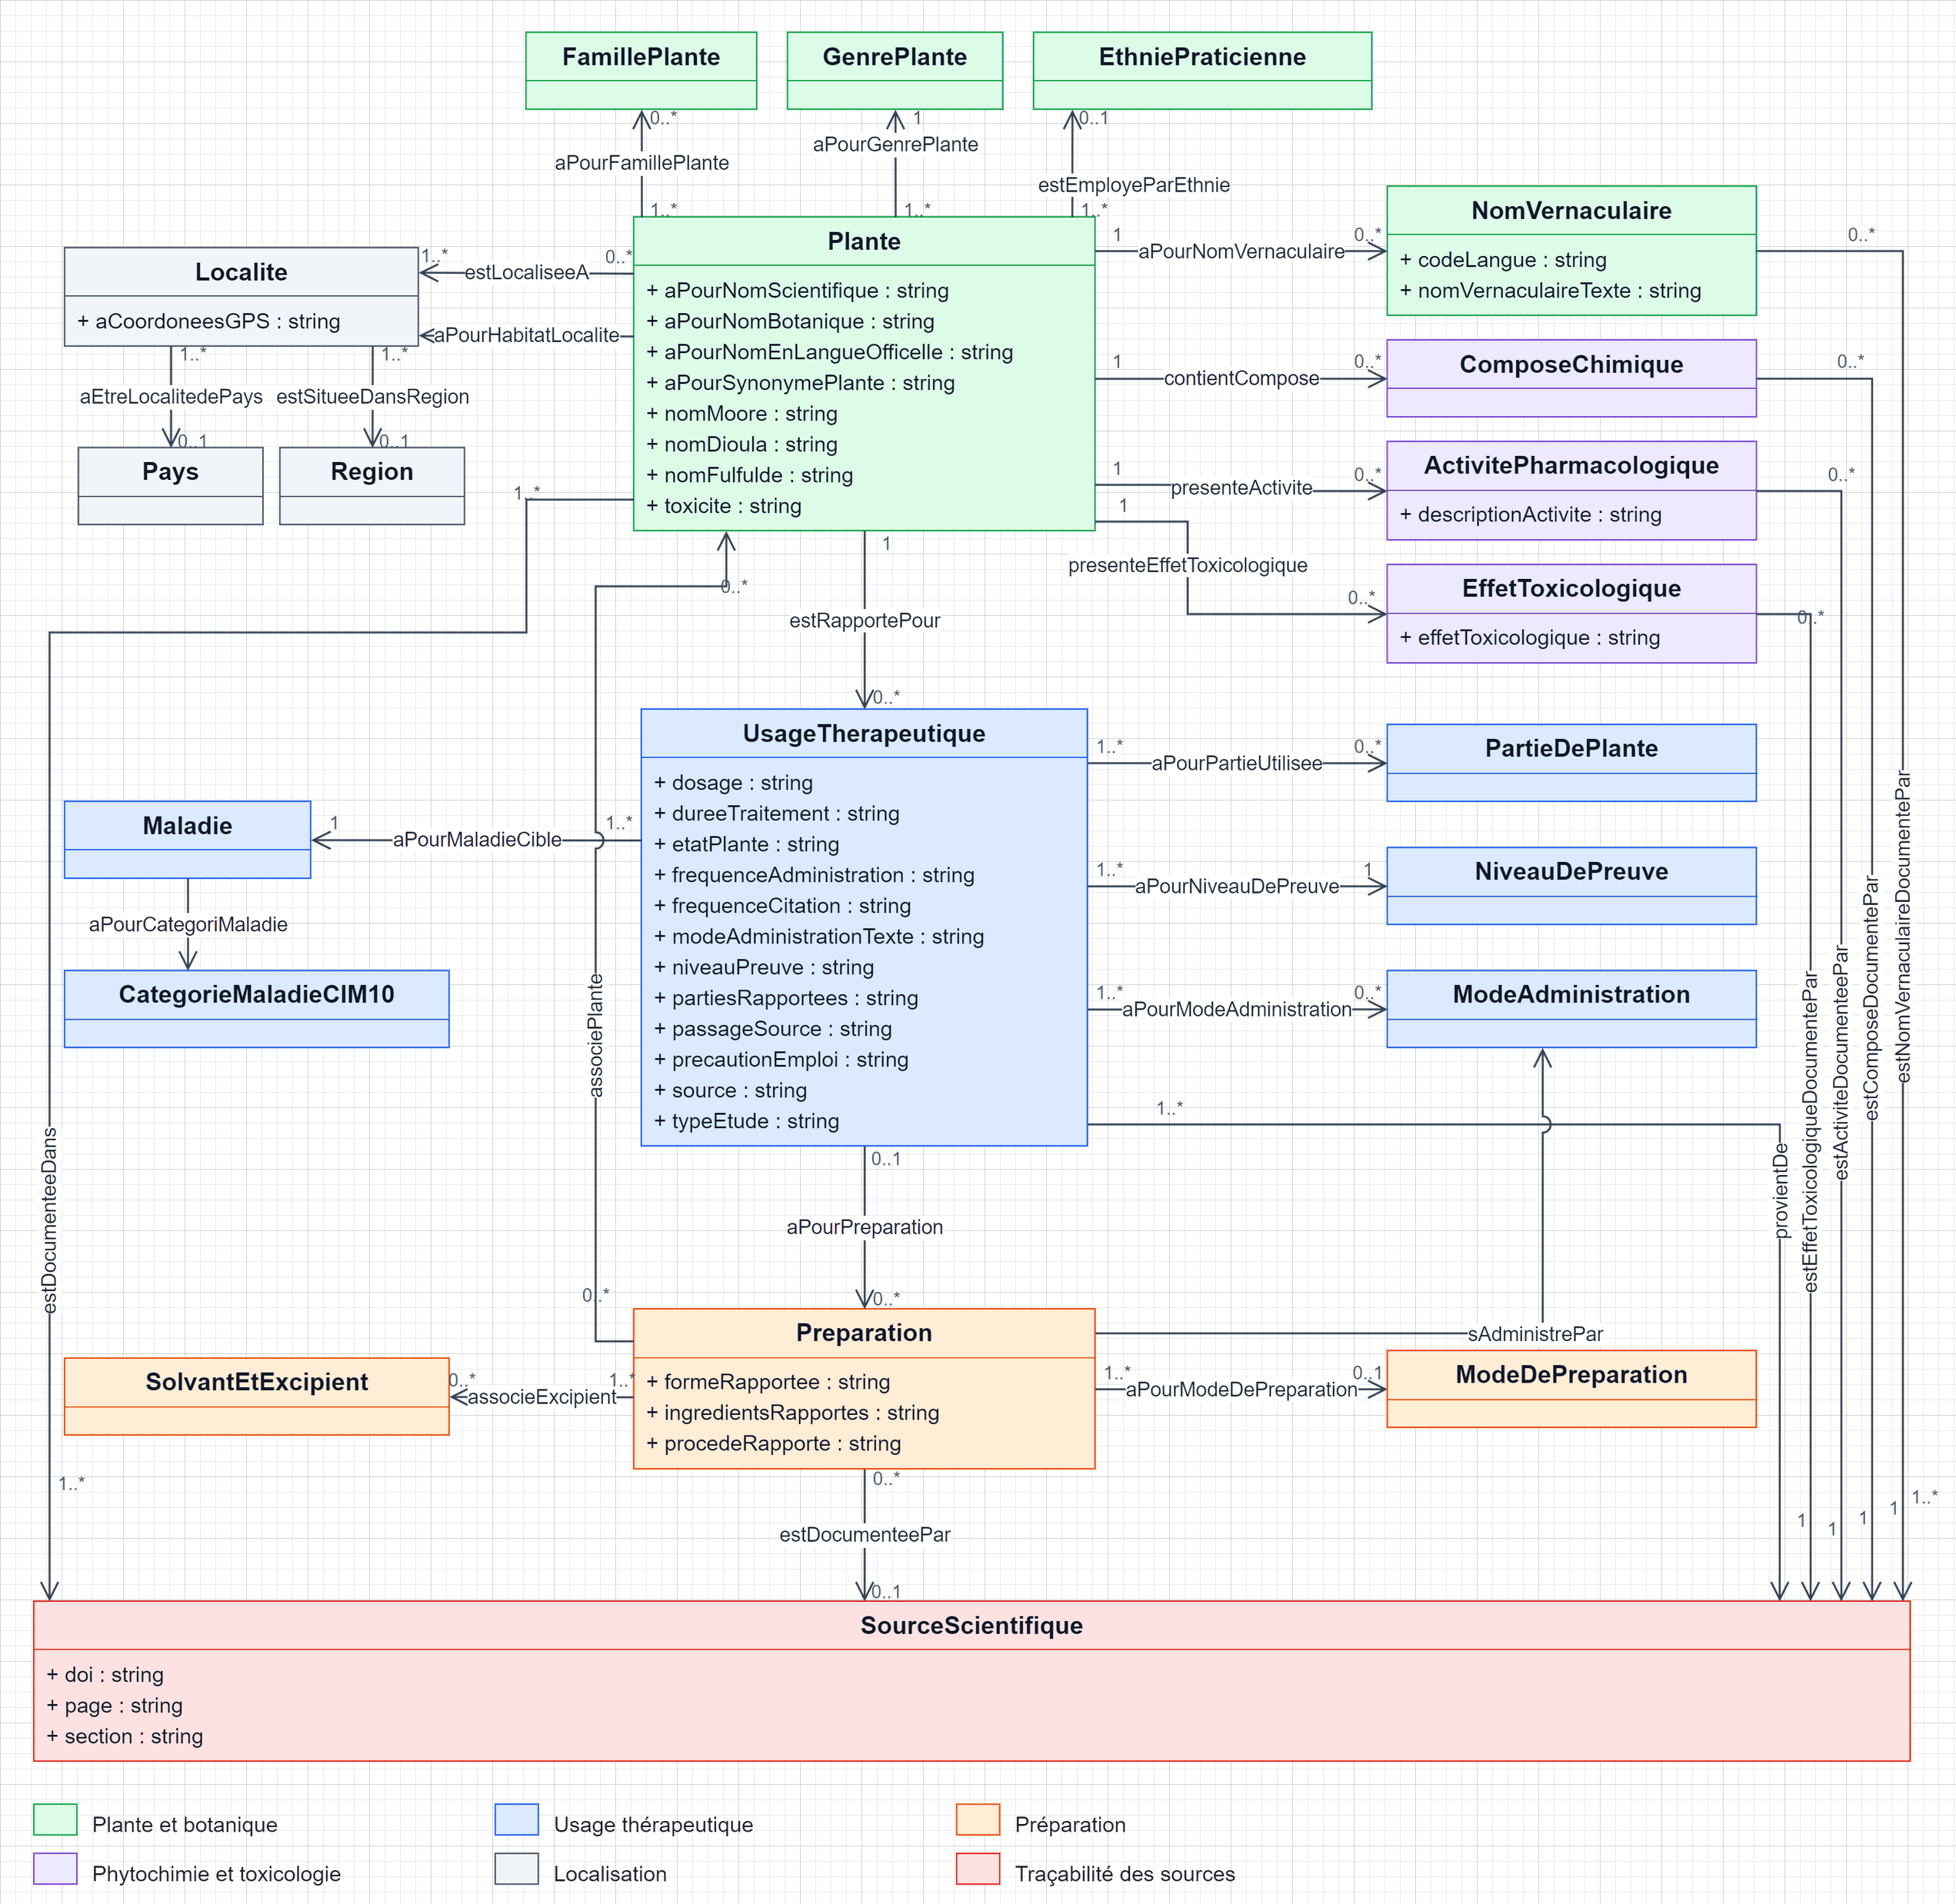 FamillePlante
GenrePlante
EthniePraticienne
0..*
1
0..1
aPourFamillePlante
aPourGenrePlante
estEmployeParEthnie
1..*
1..*
1..*
NomVernaculaire
+ codeLangue : string
+ nomVernaculaireTexte : string
0..*
Plante
+ aPourNomScientifique : string
+ aPourNomBotanique : string
+ aPourNomEnLangueOfficelle : string
+ aPourSynonymePlante : string
+ nomMoore : string
+ nomDioula : string
+ nomFulfulde : string
+ toxicite : string
1
aPourNomVernaculaire
0..*
Localite
+ aCoordoneesGPS : string
1..*
estLocaliseeA
0..*
aPourHabitatLocalite
1..*
1..*
aEtreLocalitedePays
estSitueeDansRegion
0..1
0..1
Pays
Region
1
contientCompose
0..*
ComposeChimique
0..*
1
presenteActivite
0..*
ActivitePharmacologique
+ descriptionActivite : string
0..*
1
presenteEffetToxicologique
0..*
EffetToxicologique
+ effetToxicologique : string
0..*
1..*
0..*
1
estRapportePour
0..*
UsageTherapeutique
+ dosage : string
+ dureeTraitement : string
+ etatPlante : string
+ frequenceAdministration : string
+ frequenceCitation : string
+ modeAdministrationTexte : string
+ niveauPreuve : string
+ partiesRapportees : string
+ passageSource : string
+ precautionEmploi : string
+ source : string
+ typeEtude : string
1..*
aPourPartieUtilisee
0..*
PartieDePlante
Maladie
1
aPourMaladieCible
1..*
aPourCategoriMaladie
CategorieMaladieCIM10
1..*
aPourNiveauDePreuve
1
NiveauDePreuve
1..*
aPourModeAdministration
0..*
ModeAdministration
1..*
associePlante
estDocumenteeDans
provientDe
estEffetToxicologiqueDocumentePar
estActiviteDocumenteePar
estComposeDocumentePar
estNomVernaculaireDocumentePar
0..1
aPourPreparation
0..*
0..*
Preparation
+ formeRapportee : string
+ ingredientsRapportes : string
+ procedeRapporte : string
sAdministrePar
SolvantEtExcipient
0..*
associeExcipient
1..*
1..*
aPourModeDePreparation
0..1
ModeDePreparation
0..*
estDocumenteePar
0..1
1..*
1
1
1
1
1..*
SourceScientifique
+ doi : string
+ page : string
+ section : string
Plante et botanique
Usage thérapeutique
Préparation
Phytochimie et toxicologie
Localisation
Traçabilité des sources